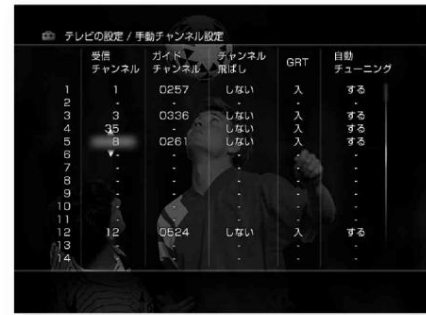 テレビの設定 / 手動チャンネル設定
受信チャンネル ガイドチャンネル チャンネル飛ばし GRT 自動チューニング
1 1 0257 しない 入 する
2 - - - - -
3 3 0336 しない 入 する
4 35 - しない 入 する
5 8 0261 しない 入 する
6 - - - - -
7 - - - - -
8 - - - - -
9 - - - - -
10 - - - - -
11 - - - - -
12 12 0524 しない 入 する
13 - - - - -
14 - - - - -